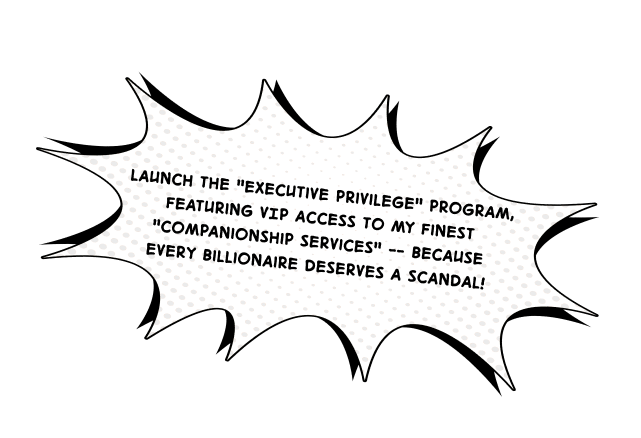 LAUNCH THE "EXECUTIVE PRIVILEGE" PROGRAM,
FEATURING VIP ACCESS TO MY FINEST
"COMPANIONSHIP SERVICES" -- BECAUSE
EVERY BILLIONAIRE DESERVES A SCANDAL!